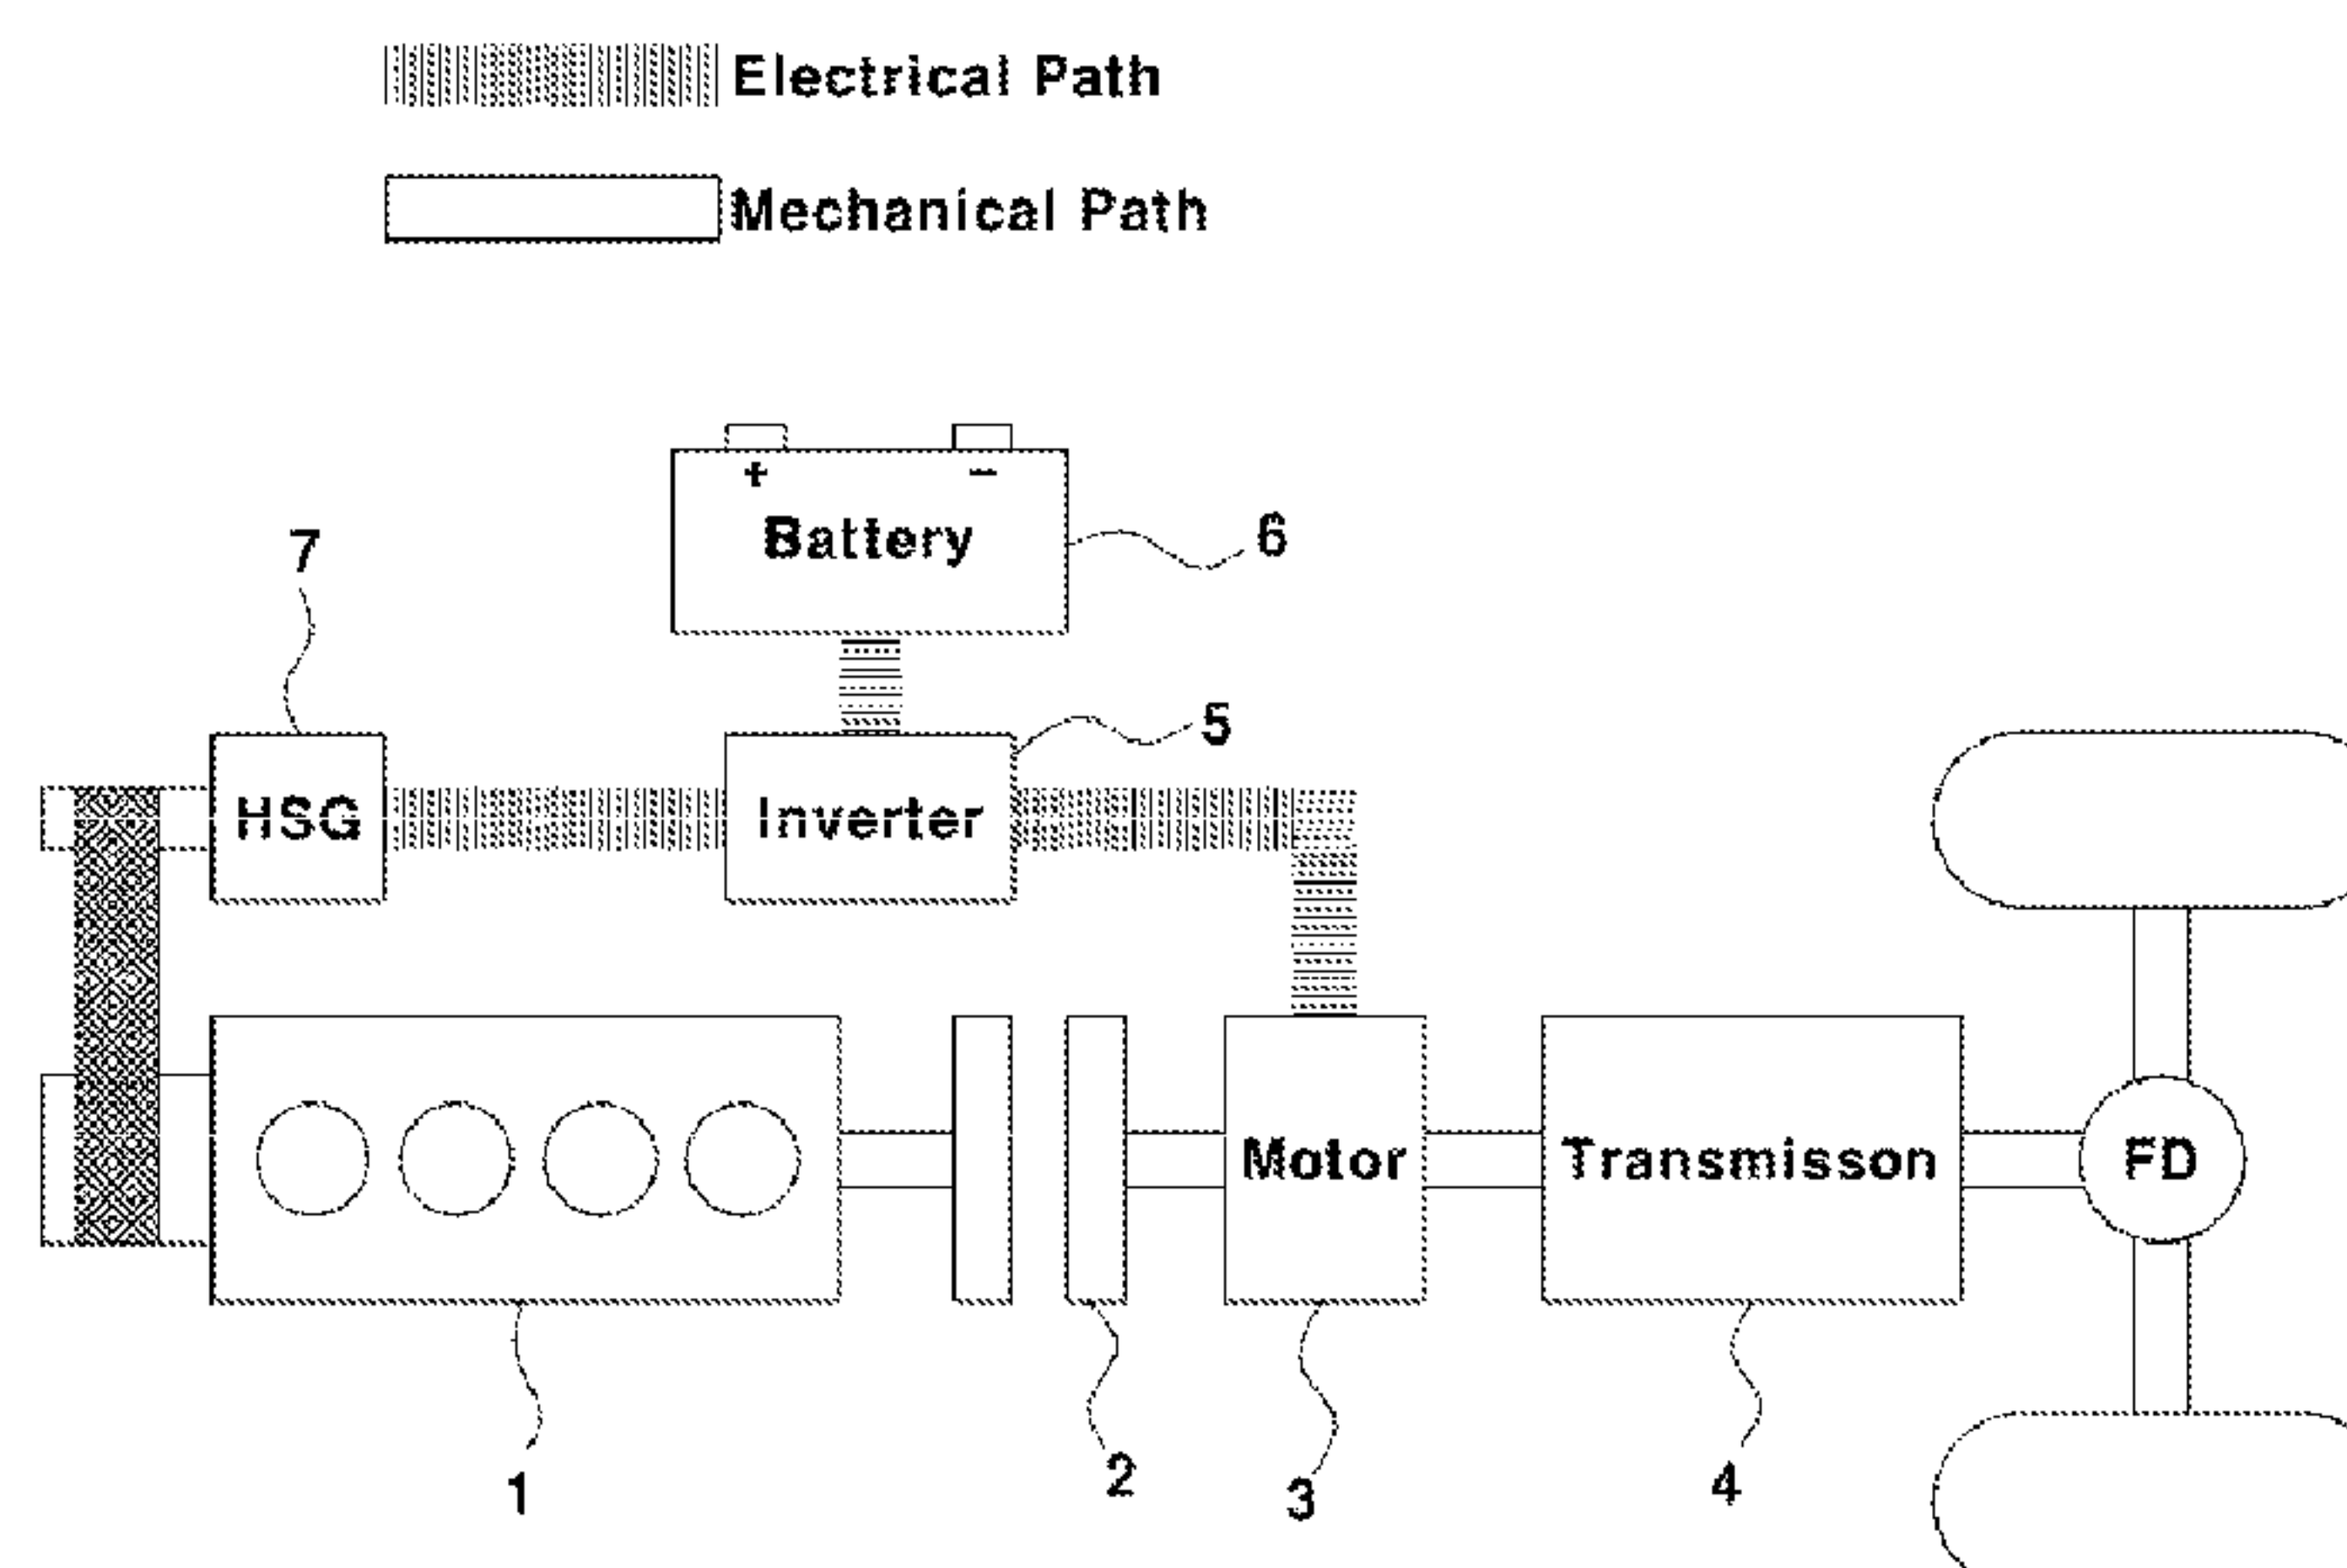 Electrical Path
Mechanical Path
+ −
Battery
6
7
5
HSG
Inverter
Motor
Transmisson
FD
1
2
3
4